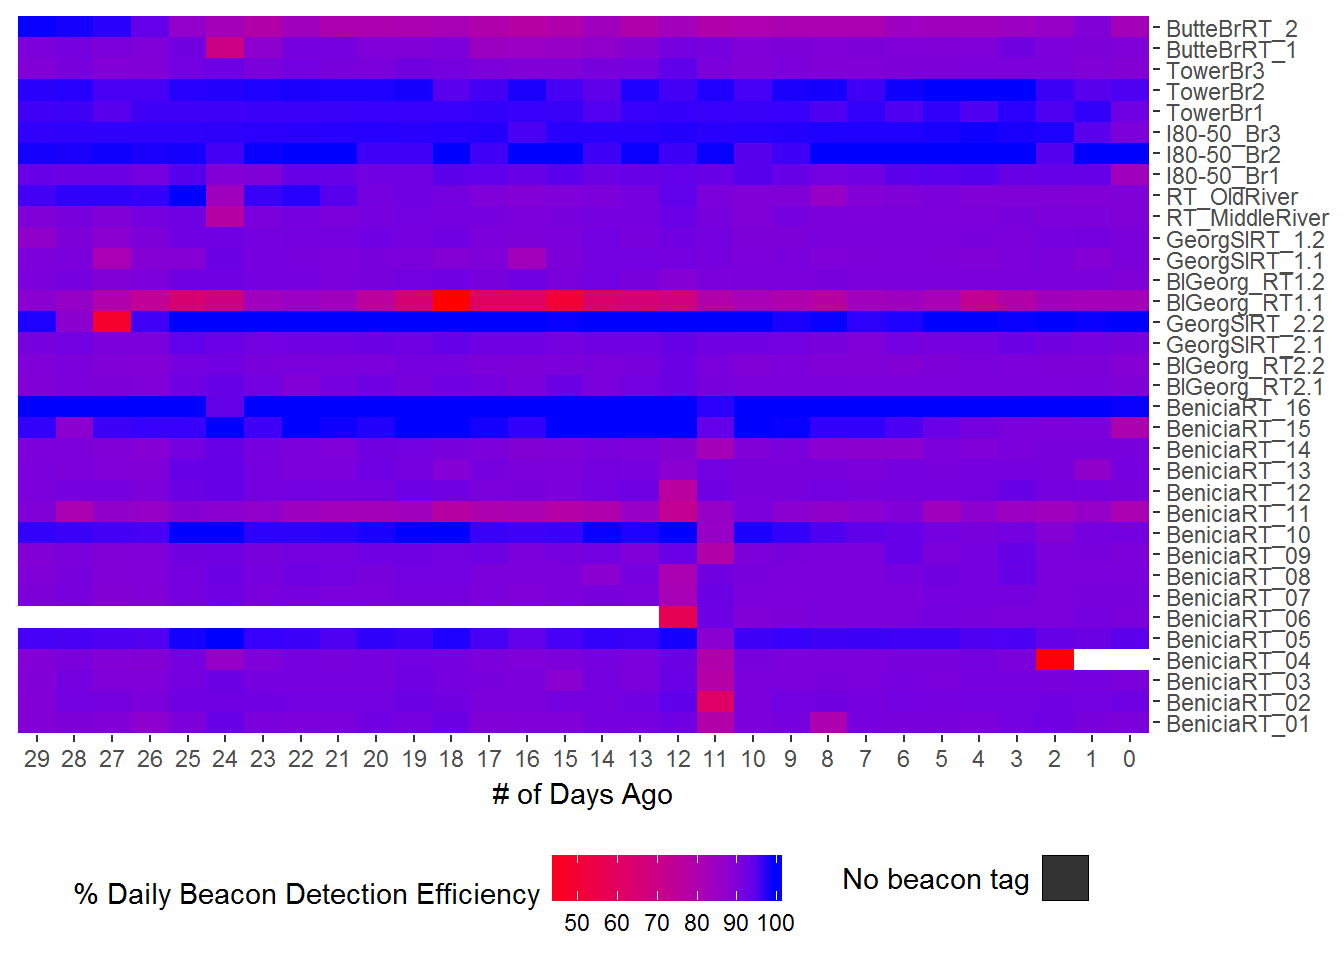 ButteBrRT_2
ButteBrRT_1
TowerBr3
TowerBr2
TowerBr1
I80-50_Br3
I80-50_Br2
I80-50_Br1
RT_OldRiver
RT_MiddleRiver
GeorgSlRT_1.2
GeorgSlRT_1.1
BlGeorg_RT1.2
BlGeorg_RT1.1
GeorgSlRT_2.2
GeorgSlRT_2.1
BlGeorg_RT2.2
BlGeorg_RT2.1
BeniciaRT_16
BeniciaRT_15
BeniciaRT_14
BeniciaRT_13
BeniciaRT_12
BeniciaRT_11
BeniciaRT_10
BeniciaRT_09
BeniciaRT_08
BeniciaRT_07
BeniciaRT_06
BeniciaRT_05
BeniciaRT_04
BeniciaRT_03
BeniciaRT_02
BeniciaRT_01
29 28 27 26 25 24 23 22 21 20 19 18 17 16 15 14 13 12 11 10 9 8 7 6 5 4 3 2 1 0
# of Days Ago
% Daily Beacon Detection Efficiency
50 60 70 80 90 100
No beacon tag